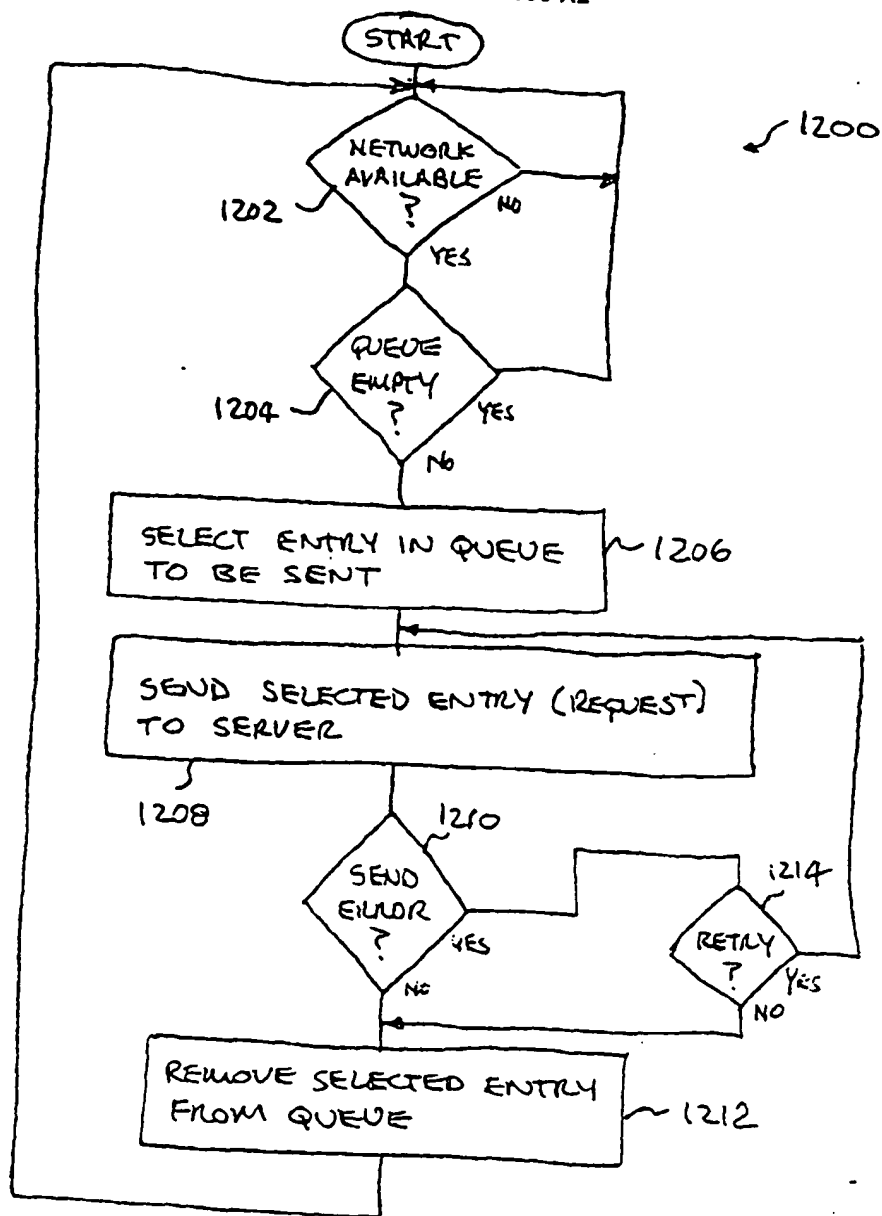 START
1200
NETWORK
AVAILABLE
?
1202
NO
YES
QUEUE
EMPTY
?
1204
YES
NO
SELECT ENTRY IN QUEUE
TO BE SENT
1206
SEND SELECTED ENTRY (REQUEST)
TO SERVER
1208
1210
SEND
ERROR
?
YES
NO
1214
RETRY
?
YES
NO
REMOVE SELECTED ENTRY
FROM QUEUE
1212